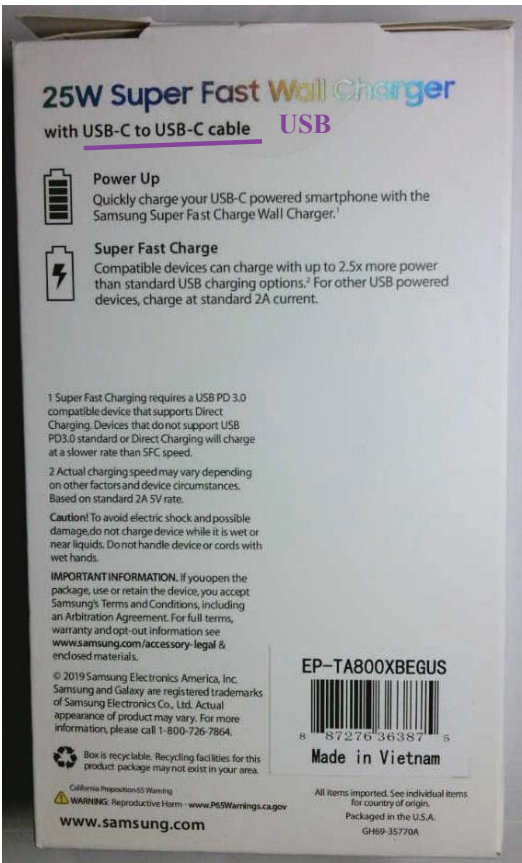 25W Super Fast Wall Charger
with USB-C to USB-C cable USB
Power Up
Quickly charge your USB-C powered smartphone with the
Samsung Super Fast Charge Wall Charger.¹
Super Fast Charge
Compatible devices can charge with up to 2.5x more power
than standard USB charging options.² For other USB powered
devices, charge at standard 2A current.
1 Super Fast Charging requires a USB PD 3.0
compatible device that supports Direct
Charging. Devices that do not support USB
PD3.0 standard or Direct Charging will charge
at a slower rate than SFC speed.
2 Actual charging speed may vary depending
on other factors and device circumstances.
Based on standard 2A 5V rate.
Caution! To avoid electric shock and possible
damage,do not charge device while it is wet or
near liquids. Do not handle device or cords with
wet hands.
IMPORTANT INFORMATION. If youopen the
package, use or retain the device, you accept
Samsung's Terms and Conditions, including
an Arbitration Agreement. For full terms,
warranty and opt-out information see
www.samsung.com/accessory-legal &
enclosed materials.
© 2019 Samsung Electronics America, Inc.
Samsung and Galaxy are registered trademarks
of Samsung Electronics Co., Ltd. Actual
appearance of product may vary. For more
information, please call 1-800-726-7864.
Box is recyclable. Recycling facilities for this
product package may not exist in your area.
California Proposition 65 Warning
WARNING: Reproductive Harm - www.P65Warnings.ca.gov
www.samsung.com
EP-TA800XBEGUS
8 87276 36387 5
Made in Vietnam
All items imported. See individual items
for country of origin.
Packaged in the U.S.A.
GH69-35770A